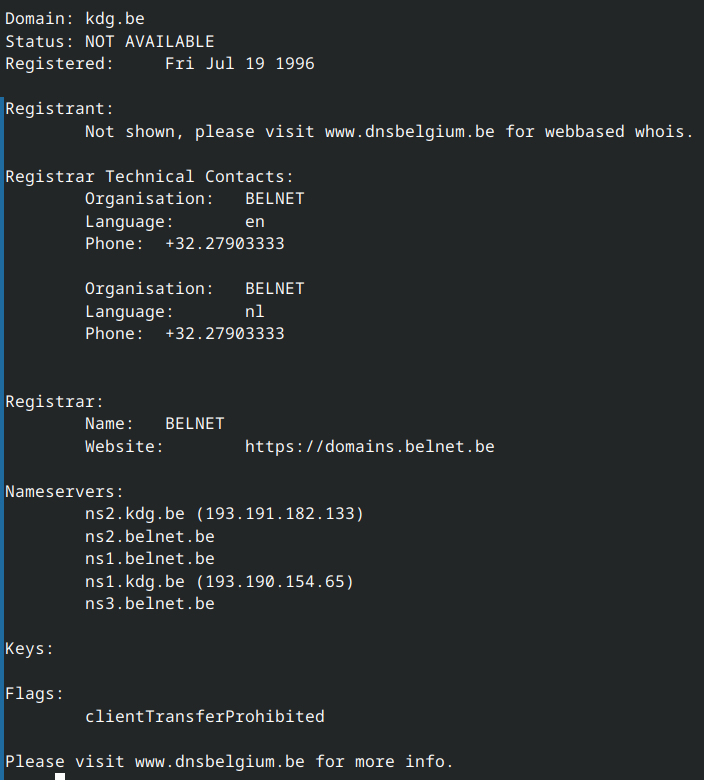 Domain: kdg.be
Status: NOT AVAILABLE
Registered:     Fri Jul 19 1996

Registrant:
        Not shown, please visit www.dnsbelgium.be for webbased whois.

Registrar Technical Contacts:
        Organisation:   BELNET
        Language:       en
        Phone:  +32.27903333

        Organisation:   BELNET
        Language:       nl
        Phone:  +32.27903333


Registrar:
        Name:   BELNET
        Website:        https://domains.belnet.be

Nameservers:
        ns2.kdg.be (193.191.182.133)
        ns2.belnet.be
        ns1.belnet.be
        ns1.kdg.be (193.190.154.65)
        ns3.belnet.be

Keys:

Flags:
        clientTransferProhibited

Please visit www.dnsbelgium.be for more info.